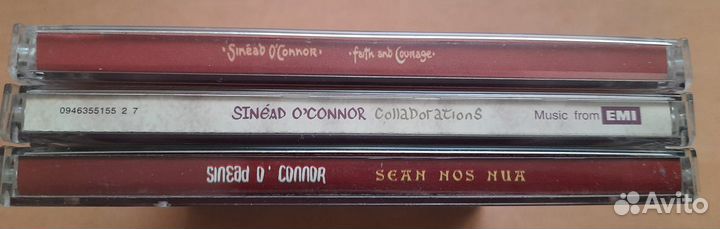 ·Sinéad O'Connor· ·Faith and Courage·
0946355155 2 7 SINÉAD O'CONNOR CollaBorationS Music from EMI
SinEad O' CONNOR SEAN NOS NUA
Avito